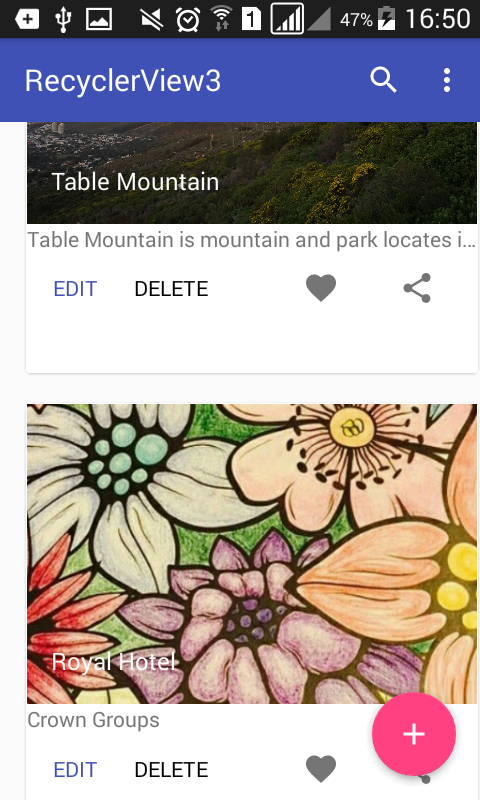 1 47% 16:50
RecyclerView3
Table Mountain
Table Mountain is mountain and park locates i...
EDIT DELETE
Royal Hotel
Crown Groups
EDIT DELETE